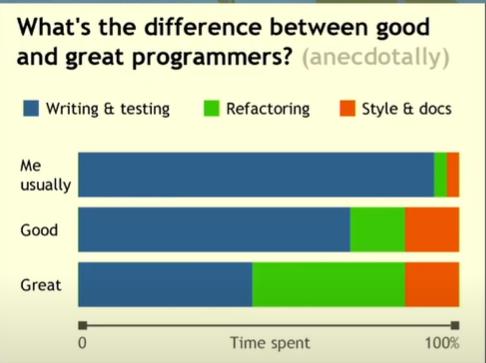 What's the difference between good
and great programmers? (anecdotally)
Writing & testing Refactoring Style & docs
Me
usually
Good
Great
0 Time spent 100%